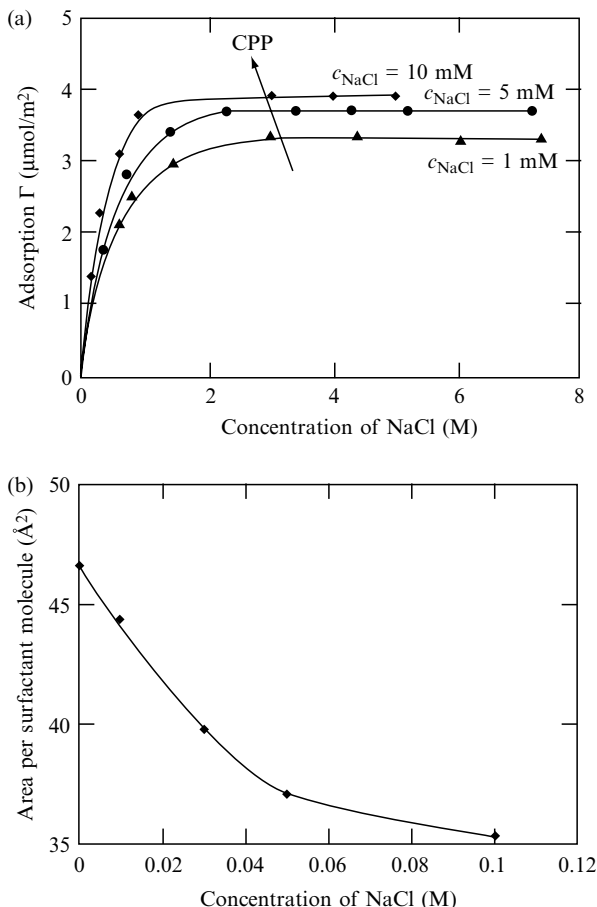 (a)
Adsorption Γ (μmol/m²)
5
4
3
2
1
0
CPP
c_NaCl = 10 mM
c_NaCl = 5 mM
c_NaCl = 1 mM
0 2 4 6 8
Concentration of NaCl (M)
(b)
Area per surfactant molecule (Å²)
50
45
40
35
0 0.02 0.04 0.06 0.08 0.1 0.12
Concentration of NaCl (M)